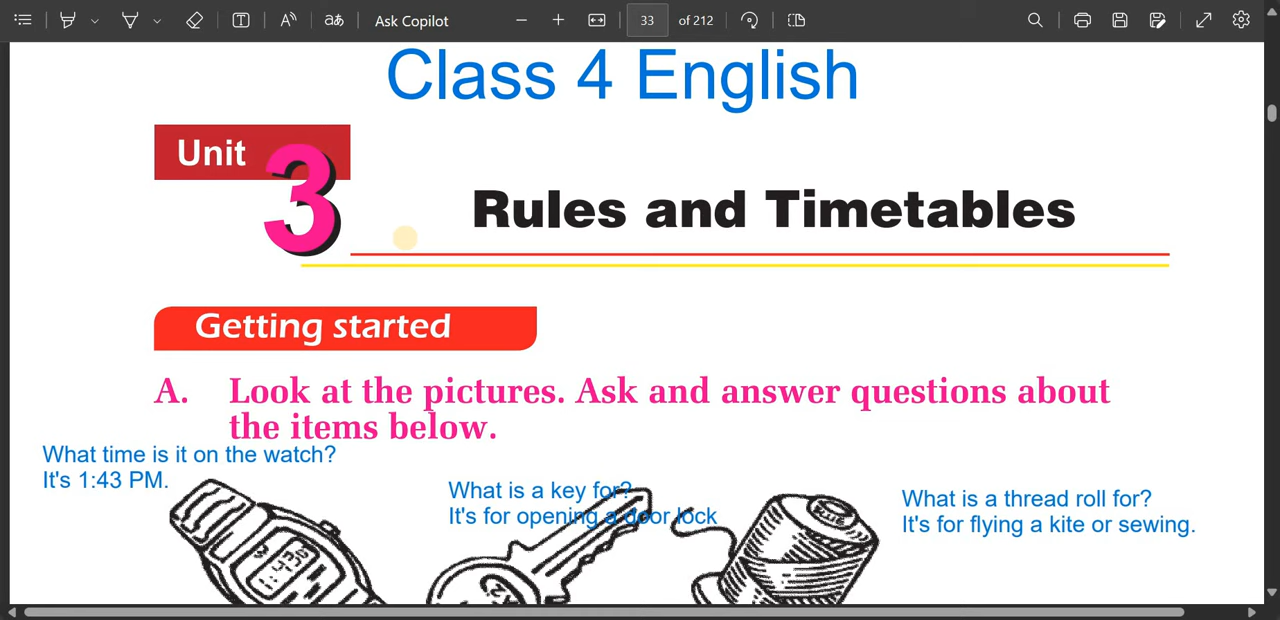 Ask Copilot
33 of 212
Class 4 English
Unit 3
Rules and Timetables
Getting started
A. Look at the pictures. Ask and answer questions about
the items below.
What time is it on the watch?
It's 1:43 PM.
What is a key for?
It's for opening a door lock
What is a thread roll for?
It's for flying a kite or sewing.